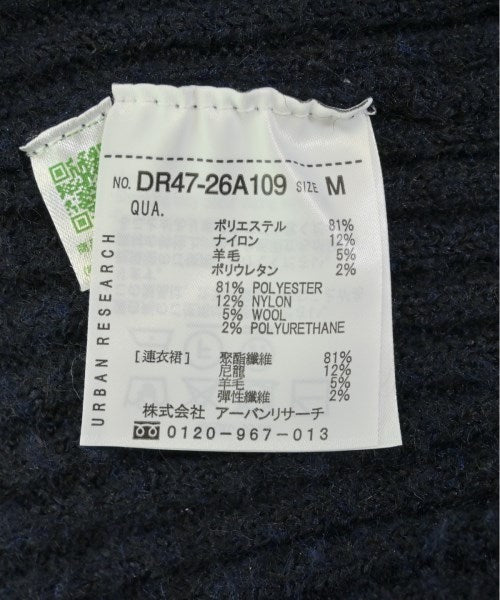 NO. DR47-26A109 SIZE M
QUA.
ポリエステル 81%
ナイロン 12%
羊毛 5%
ポリウレタン 2%
81% POLYESTER
12% NYLON
5% WOOL
2% POLYURETHANE
[連衣裙] 聚酯纖維 81%
尼龍 12%
羊毛 5%
彈性纖維 2%
株式会社 アーバンリサーチ
0120-967-013
URBAN RESEARCH